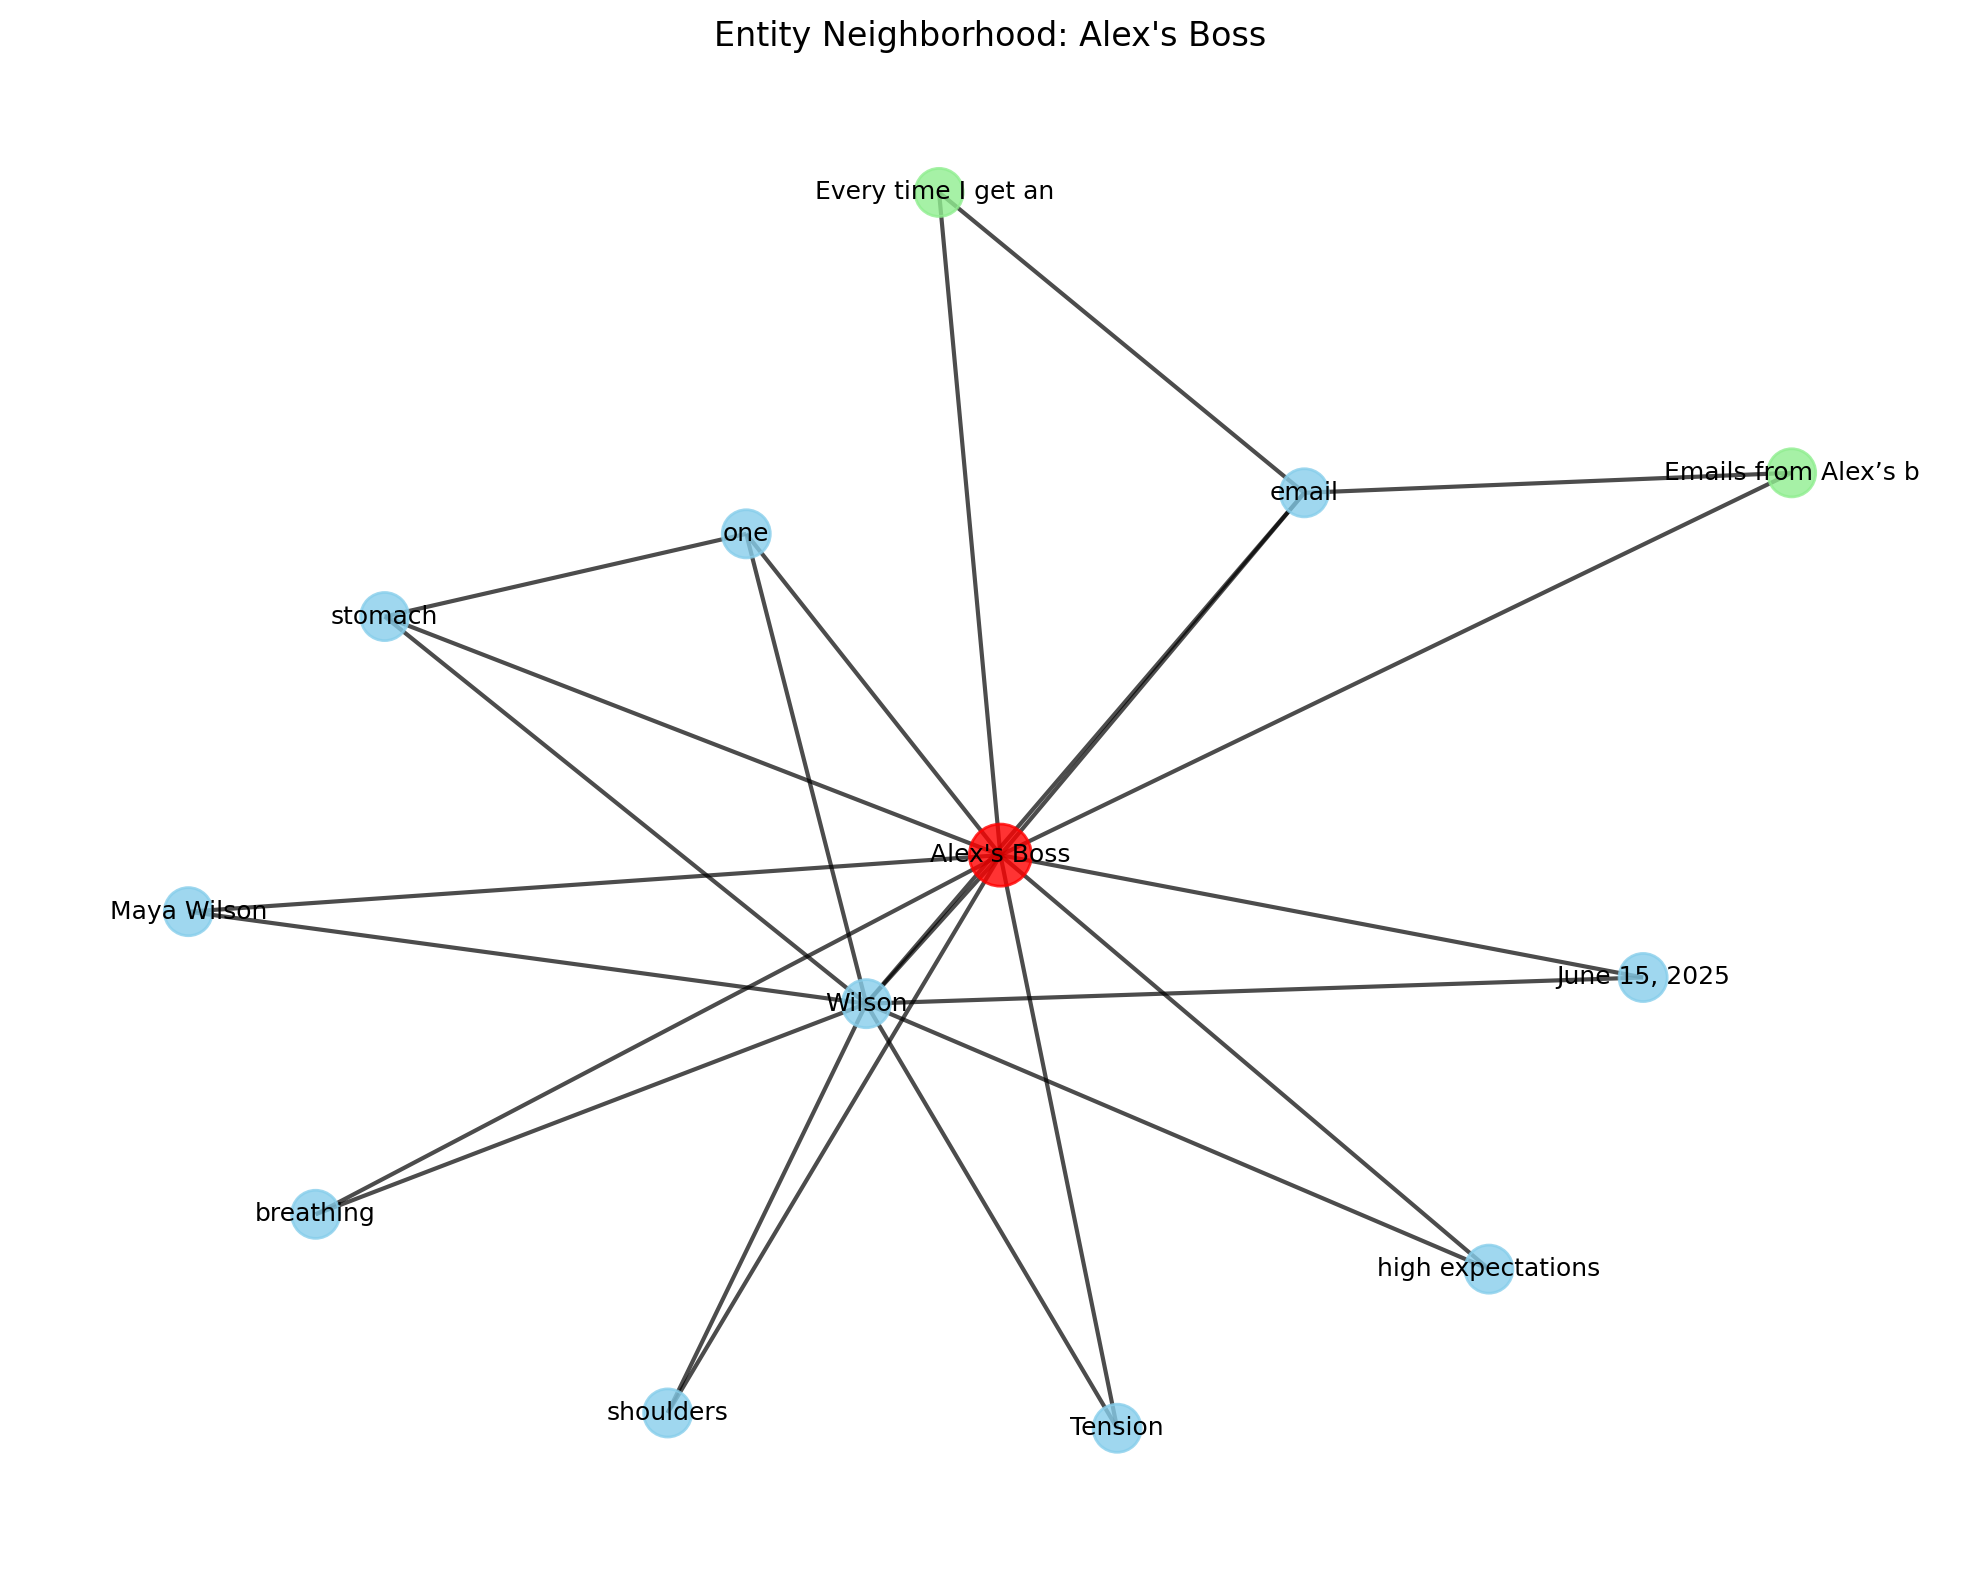 Entity Neighborhood: Alex's Boss
Every time I get an
Emails from Alex’s b
email
one
stomach
Alex's Boss
Maya Wilson
June 15, 2025
Wilson
breathing
high expectations
shoulders
Tension